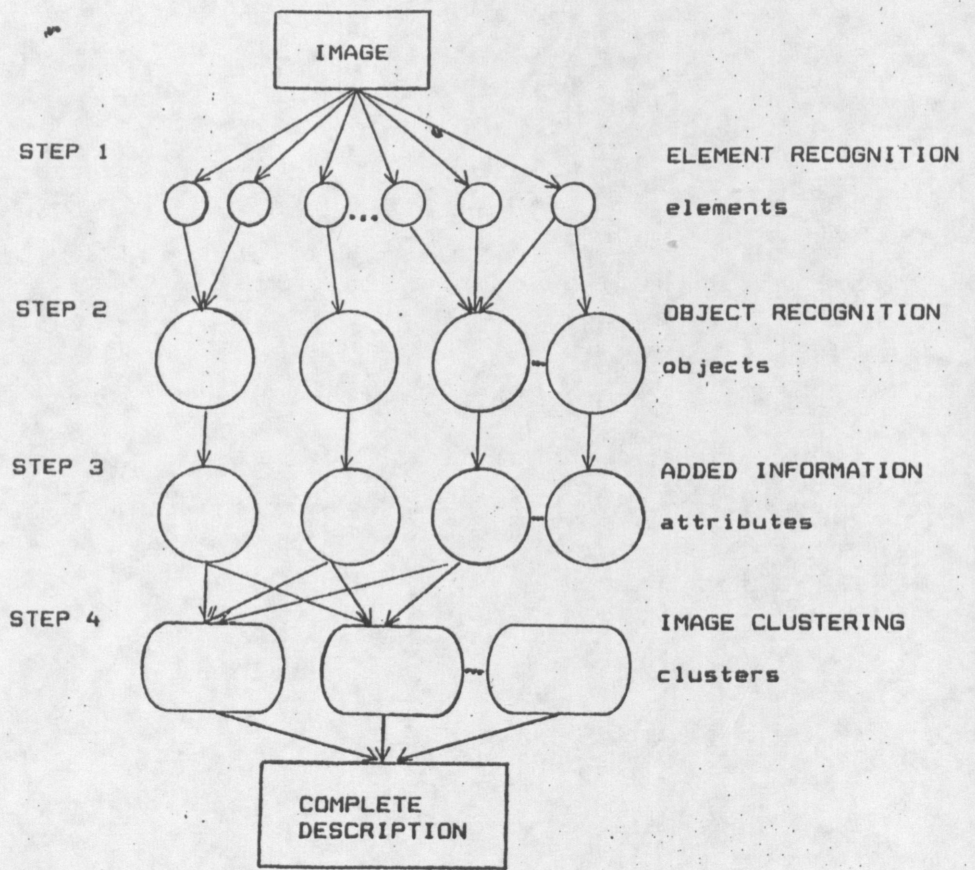 IMAGE
STEP 1
ELEMENT RECOGNITION
elements
...
STEP 2
OBJECT RECOGNITION
objects
STEP 3
ADDED INFORMATION
attributes
STEP 4
IMAGE CLUSTERING
clusters
COMPLETE
DESCRIPTION